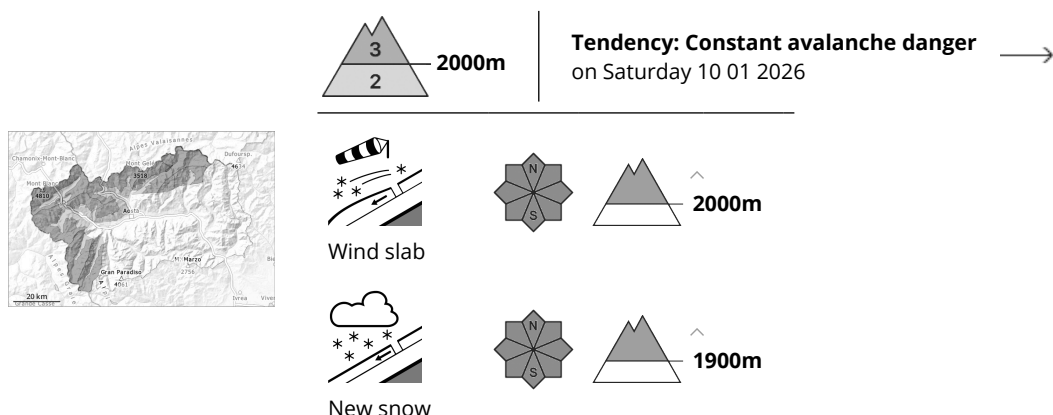 3
2
2000m
Tendency: Constant avalanche danger
on Saturday 10 01 2026
Alpes Valaisannes
Chamonix-Mont-Blanc
Mont Gelé
3518
Dufoursp.
4634
Mont Blanc
4810
Aosta
Gran Paradiso
4061
M. Marzo
2756
20 km
Ivrea
N
S
2000m
Wind slab
N
S
1900m
New snow